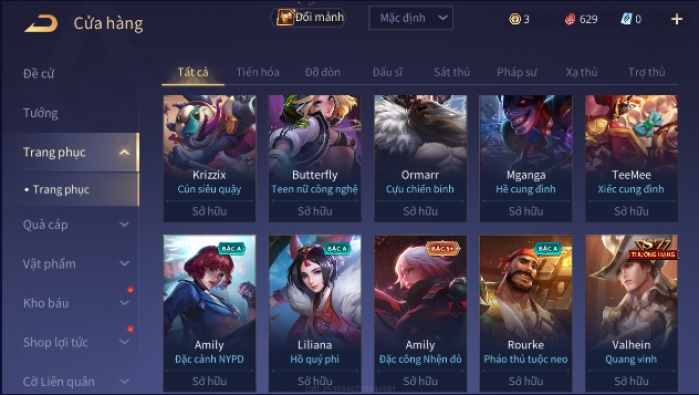 Cửa hàng
Đổi mảnh
Mặc định
3
629
0
Đề cử
Tướng
Trang phục
Trang phục
Quà cáp
Vật phẩm
Kho báu
Shop lợi tức
Cờ Liên quân
Tất cả Tiến hóa Đỡ đòn Đấu sĩ Sát thủ Pháp sư Xạ thủ Trợ thủ
Krizzix
Cún siêu quậy
Sở hữu
Butterfly
Teen nữ công nghệ
Sở hữu
Ormarr
Cựu chiến binh
Sở hữu
Mganga
Hề cung đình
Sở hữu
TeeMee
Xiếc cung đình
Sở hữu
BẬC A
Amily
Đặc cảnh NYPD
Sở hữu
BẬC A
Liliana
Hồ quý phi
Sở hữu
BẬC S+
Amily
Đặc công Nhện đỏ
Sở hữu
BẬC A
Rourke
Pháo thủ tuộc neo
Sở hữu
THƯỞNG HẠNG
Valhein
Quang vinh
Sở hữu